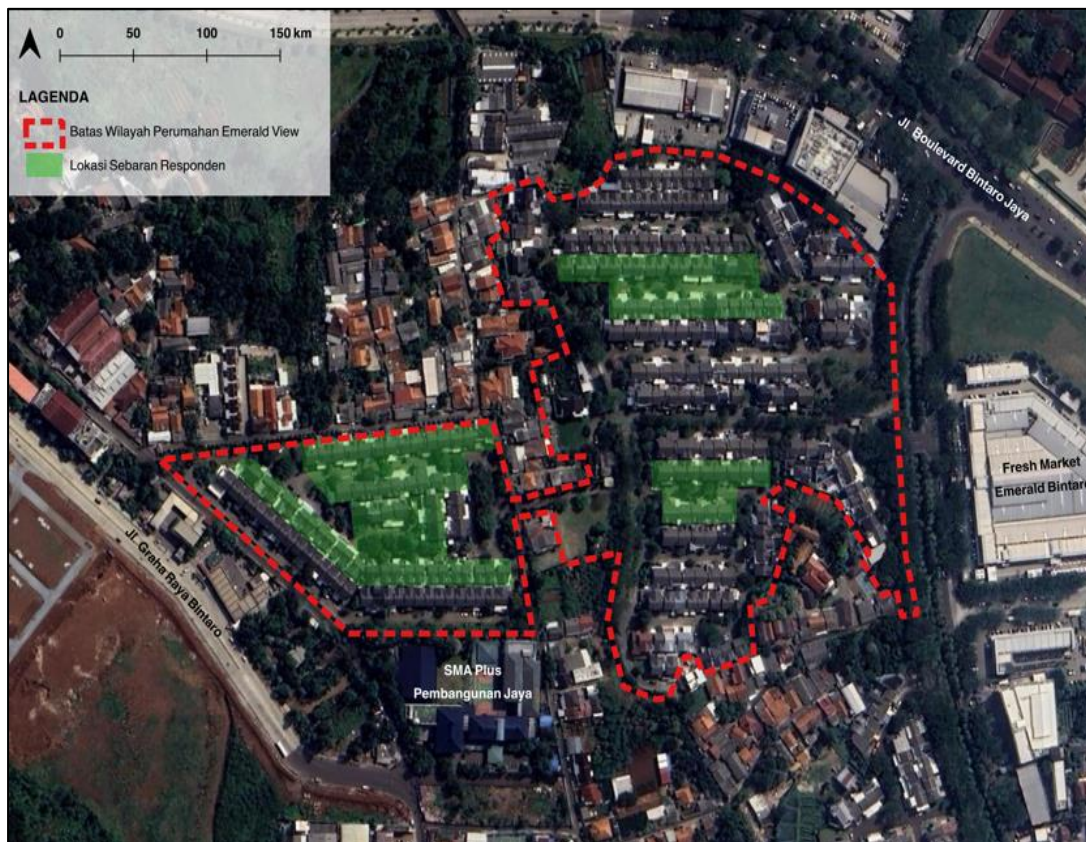 0 50 100 150 km
LAGENDA
Batas Wilayah Perumahan Emerald View
Lokasi Sebaran Responden
Jl. Boulevard Bintaro Jaya
Fresh Market
Emerald Bintaro
Jl. Graha Raya Bintaro
SMA Plus
Pembangunan Jaya